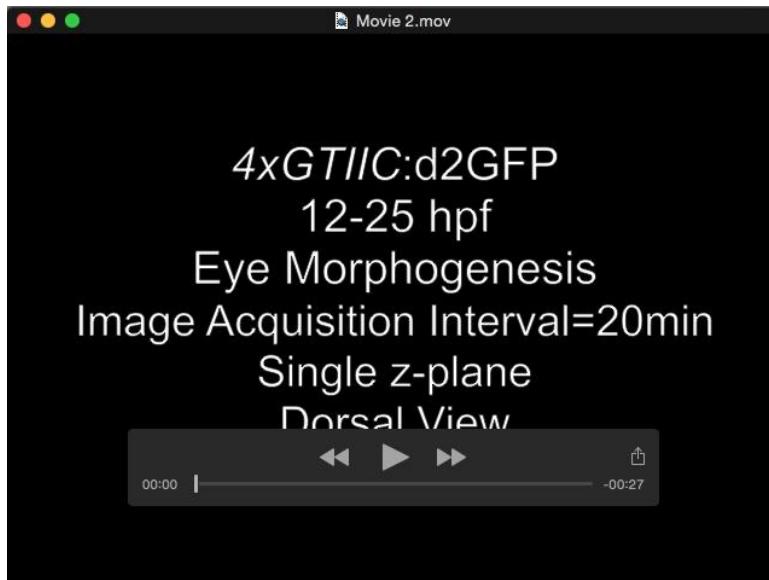 Movie 2.mov
4xGTIIC:d2GFP
12-25 hpf
Eye Morphogenesis
Image Acquisition Interval=20min
Single z-plane
Dorsal View
00:00 -00:27